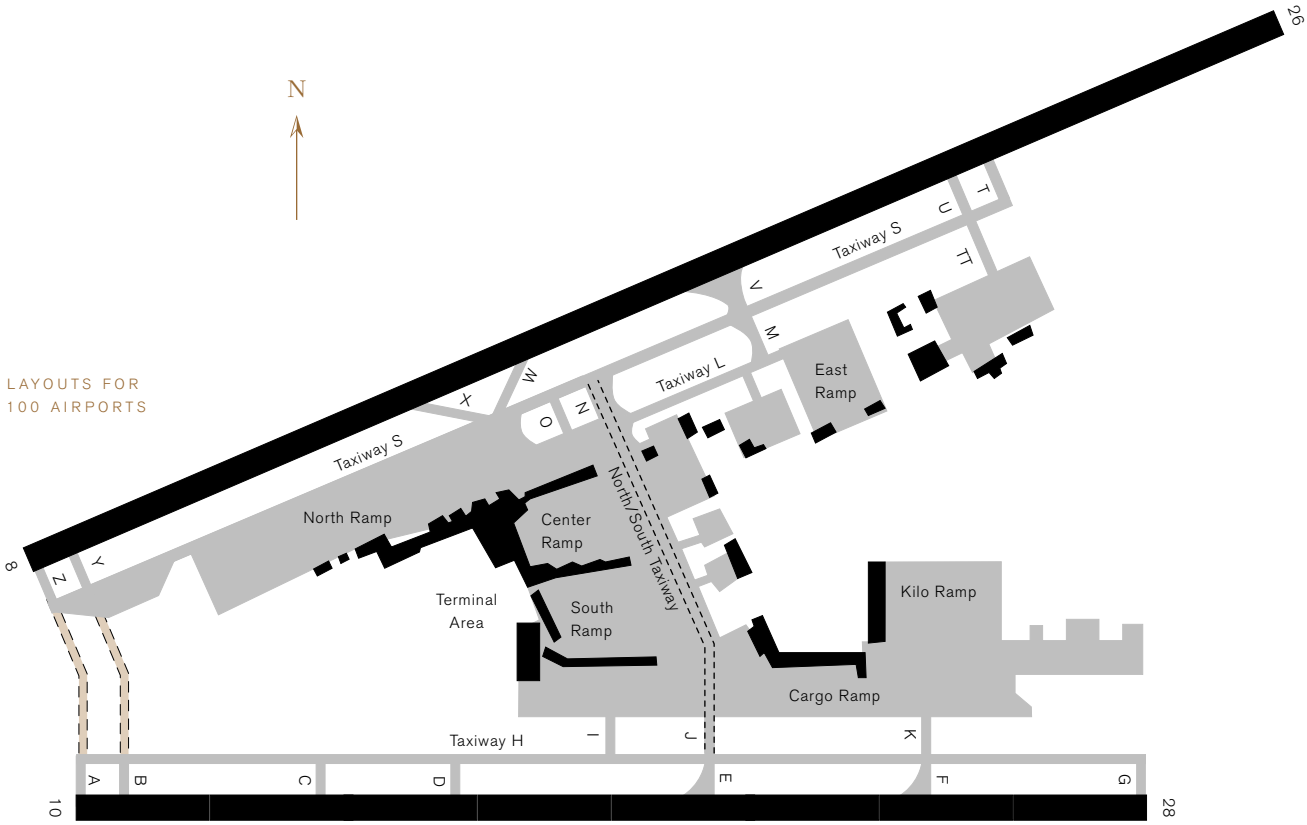 26
N
T
U
Taxiway S
TT
V
M
LAYOUTS FOR
100 AIRPORTS
W
Taxiway L
East
Ramp
X
O
N
Taxiway S
North Ramp
Center
Ramp
North/South Taxiway
8
Z
Y
Terminal
Area
South
Ramp
Kilo Ramp
Cargo Ramp
Taxiway H
I
J
K
A
B
C
D
E
F
G
10
28